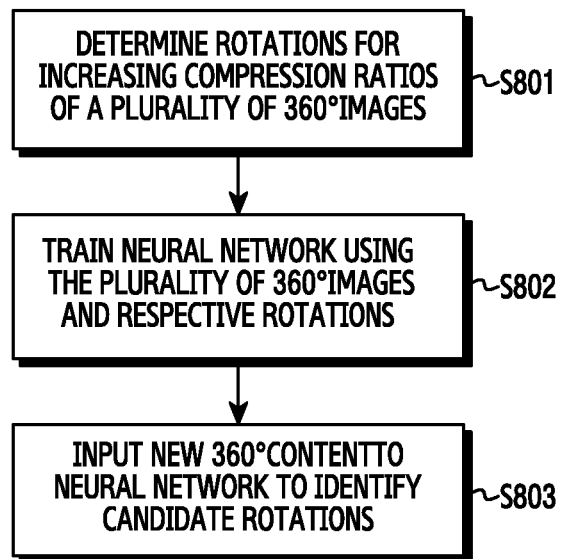 DETERMINE ROTATIONS FOR
INCREASING COMPRESSION RATIOS
OF A PLURALITY OF 360°IMAGES
S801
TRAIN NEURAL NETWORK USING
THE PLURALITY OF 360°IMAGES
AND RESPECTIVE ROTATIONS
S802
INPUT NEW 360°CONTENTTO
NEURAL NETWORK TO IDENTIFY
CANDIDATE ROTATIONS
S803